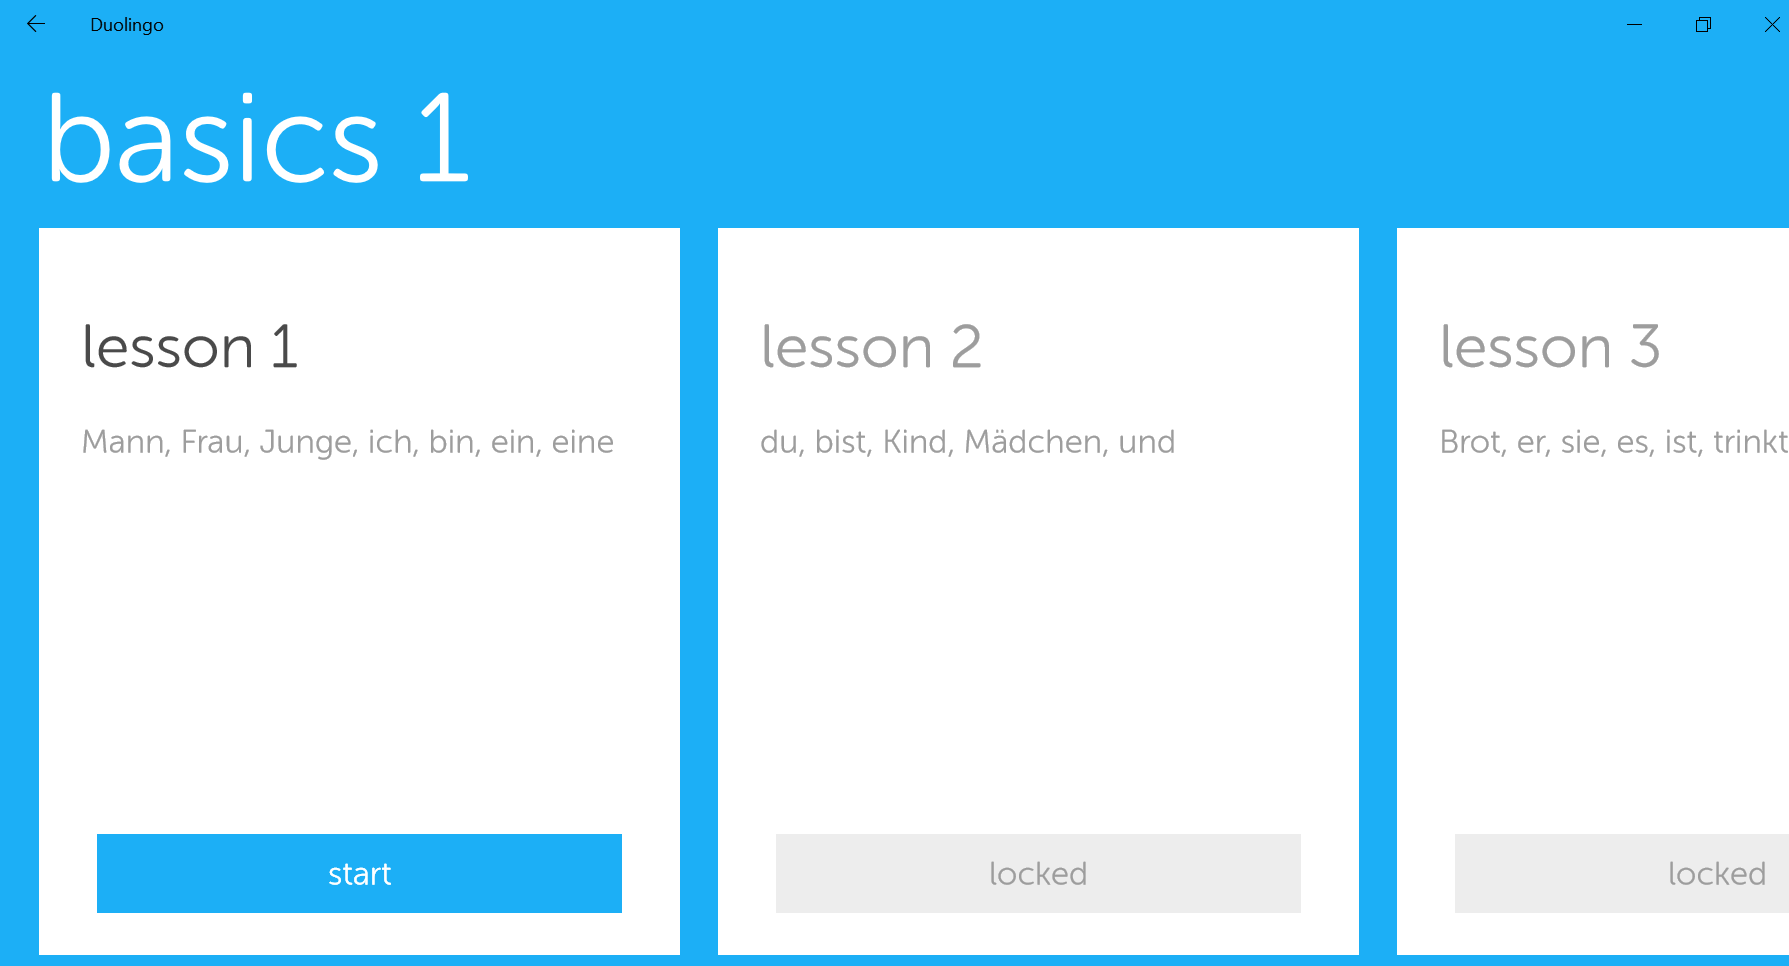 Duolingo
basics 1
lesson 1
Mann, Frau, Junge, ich, bin, ein, eine
start
lesson 2
du, bist, Kind, Mädchen, und
locked
lesson 3
Brot, er, sie, es, ist, trinkt
locked